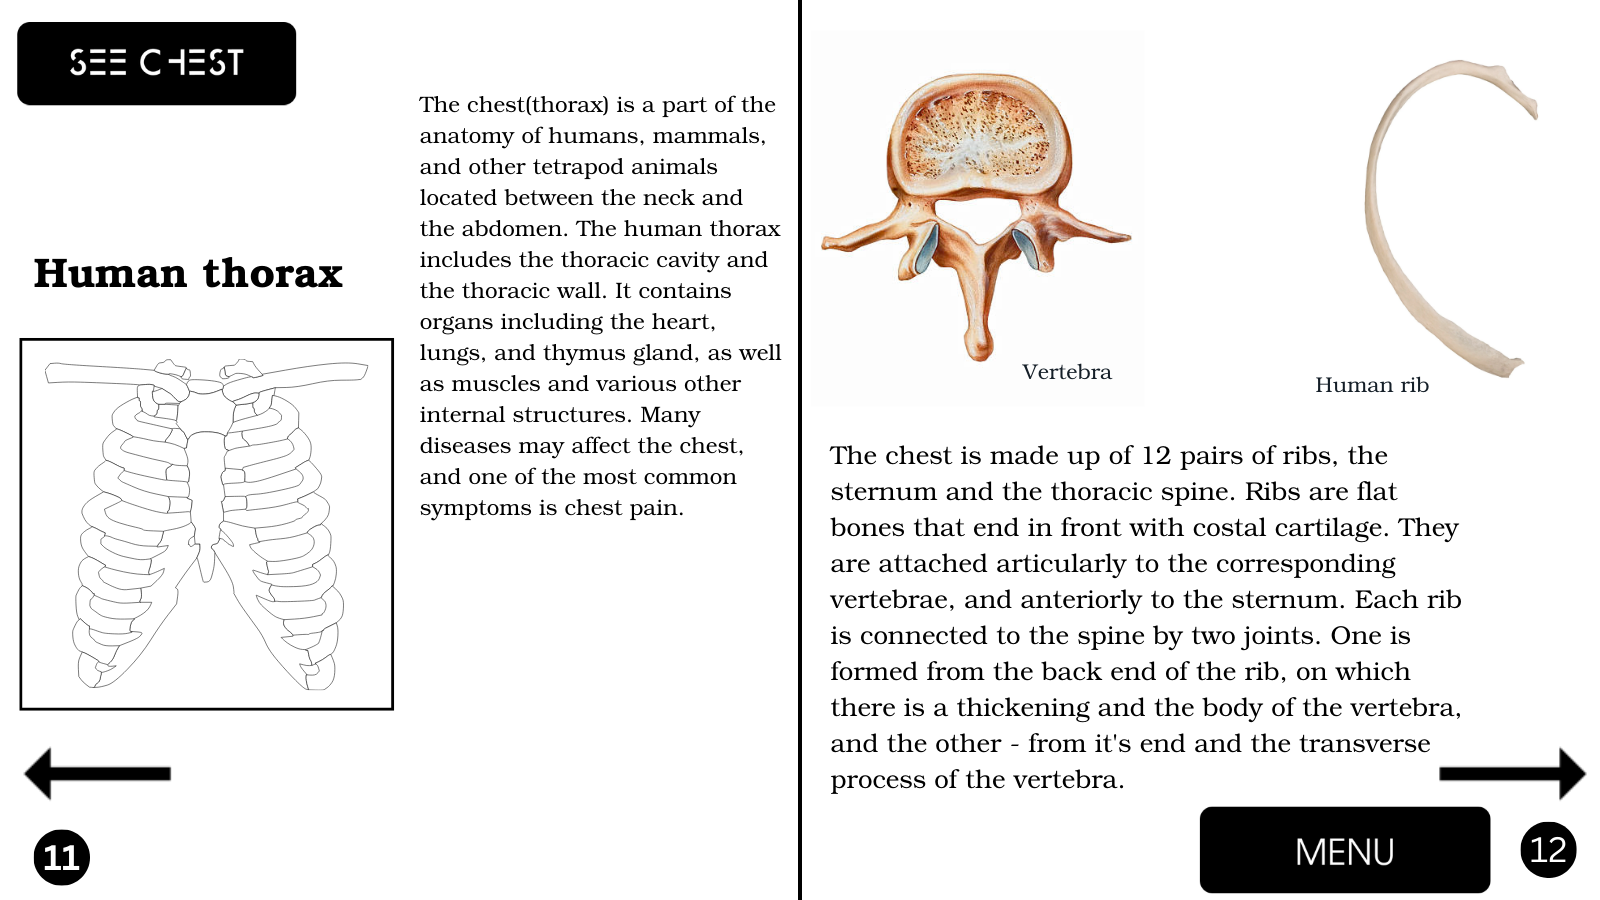 SEE CHEST
Human thorax
The chest(thorax) is a part of the
anatomy of humans, mammals,
and other tetrapod animals
located between the neck and
the abdomen. The human thorax
includes the thoracic cavity and
the thoracic wall. It contains
organs including the heart,
lungs, and thymus gland, as well
as muscles and various other
internal structures. Many
diseases may affect the chest,
and one of the most common
symptoms is chest pain.
11
Vertebra
Human rib
The chest is made up of 12 pairs of ribs, the
sternum and the thoracic spine. Ribs are flat
bones that end in front with costal cartilage. They
are attached articularly to the corresponding
vertebrae, and anteriorly to the sternum. Each rib
is connected to the spine by two joints. One is
formed from the back end of the rib, on which
there is a thickening and the body of the vertebra,
and the other - from it's end and the transverse
process of the vertebra.
MENU
12